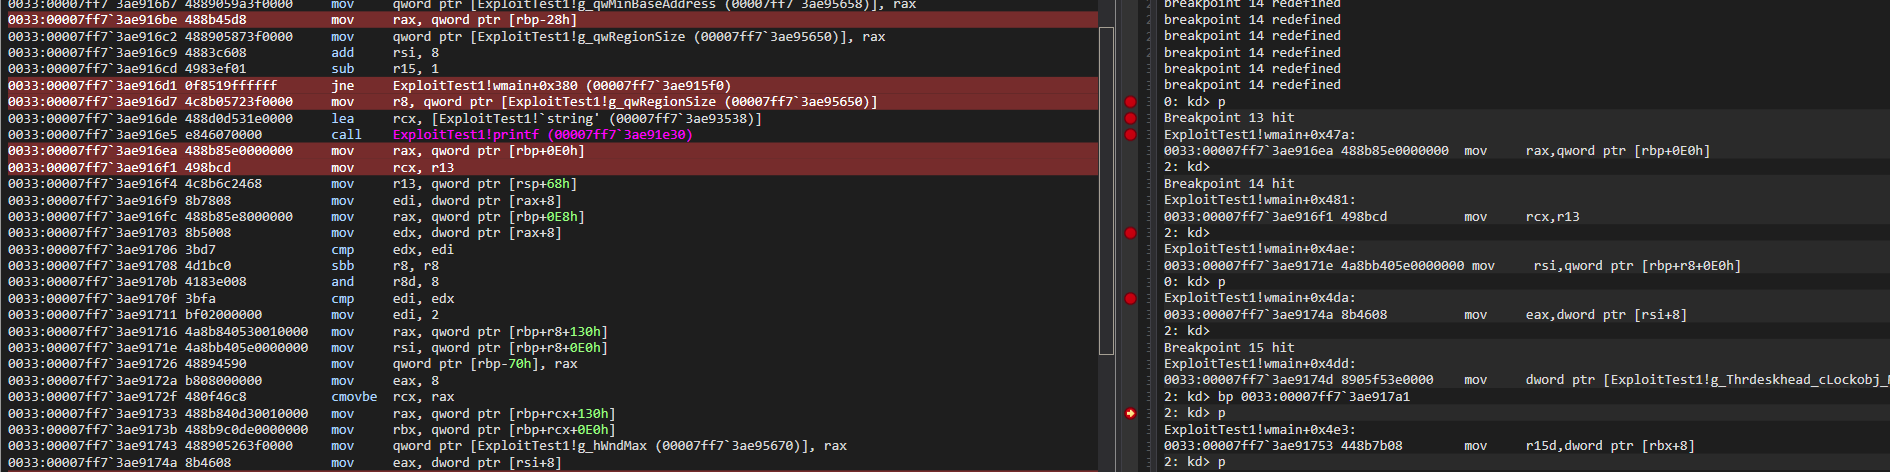 0033:00007ff7`3ae916b7 4889059a3f0000 mov qword ptr [ExploitTest1!g_qwMinBaseAddress (00007ff7`3ae95658)], rax
0033:00007ff7`3ae916be 488b45d8 mov rax, qword ptr [rbp-28h]
0033:00007ff7`3ae916c2 488905873f0000 mov qword ptr [ExploitTest1!g_qwRegionSize (00007ff7`3ae95650)], rax
0033:00007ff7`3ae916c9 4883c608 add rsi, 8
0033:00007ff7`3ae916cd 4983ef01 sub r15, 1
0033:00007ff7`3ae916d1 0f8519ffffff jne ExploitTest1!wmain+0x380 (00007ff7`3ae915f0)
0033:00007ff7`3ae916d7 4c8b05723f0000 mov r8, qword ptr [ExploitTest1!g_qwRegionSize (00007ff7`3ae95650)]
0033:00007ff7`3ae916de 488d0d531e0000 lea rcx, [ExploitTest1!`string' (00007ff7`3ae93538)]
0033:00007ff7`3ae916e5 e846070000 call ExploitTest1!printf (00007ff7`3ae91e30)
0033:00007ff7`3ae916ea 488b85e0000000 mov rax, qword ptr [rbp+0E0h]
0033:00007ff7`3ae916f1 498bcd mov rcx, r13
0033:00007ff7`3ae916f4 4c8b6c2468 mov r13, qword ptr [rsp+68h]
0033:00007ff7`3ae916f9 8b7808 mov edi, dword ptr [rax+8]
0033:00007ff7`3ae916fc 488b85e8000000 mov rax, qword ptr [rbp+0E8h]
0033:00007ff7`3ae91703 8b5008 mov edx, dword ptr [rax+8]
0033:00007ff7`3ae91706 3bd7 cmp edx, edi
0033:00007ff7`3ae91708 4d1bc0 sbb r8, r8
0033:00007ff7`3ae9170b 4183e008 and r8d, 8
0033:00007ff7`3ae9170f 3bfa cmp edi, edx
0033:00007ff7`3ae91711 bf02000000 mov edi, 2
0033:00007ff7`3ae91716 4a8b840530010000 mov rax, qword ptr [rbp+r8+130h]
0033:00007ff7`3ae9171e 4a8bb405e0000000 mov rsi, qword ptr [rbp+r8+0E0h]
0033:00007ff7`3ae91726 48894590 mov qword ptr [rbp-70h], rax
0033:00007ff7`3ae9172a b808000000 mov eax, 8
0033:00007ff7`3ae9172f 480f46c8 cmovbe rcx, rax
0033:00007ff7`3ae91733 488b840d30010000 mov rax, qword ptr [rbp+rcx+130h]
0033:00007ff7`3ae9173b 488b9c0de0000000 mov rbx, qword ptr [rbp+rcx+0E0h]
0033:00007ff7`3ae91743 488905263f0000 mov qword ptr [ExploitTest1!g_hWndMax (00007ff7`3ae95670)], rax
0033:00007ff7`3ae9174a 8b4608 mov eax, dword ptr [rsi+8]
breakpoint 14 redefined
breakpoint 14 redefined
breakpoint 14 redefined
breakpoint 14 redefined
breakpoint 14 redefined
breakpoint 14 redefined
0: kd> p
Breakpoint 13 hit
ExploitTest1!wmain+0x47a:
0033:00007ff7`3ae916ea 488b85e0000000 mov rax,qword ptr [rbp+0E0h]
2: kd>
Breakpoint 14 hit
ExploitTest1!wmain+0x481:
0033:00007ff7`3ae916f1 498bcd mov rcx,r13
2: kd>
ExploitTest1!wmain+0x4ae:
0033:00007ff7`3ae9171e 4a8bb405e0000000 mov rsi,qword ptr [rbp+r8+0E0h]
0: kd> p
ExploitTest1!wmain+0x4da:
0033:00007ff7`3ae9174a 8b4608 mov eax,dword ptr [rsi+8]
2: kd>
Breakpoint 15 hit
ExploitTest1!wmain+0x4dd:
0033:00007ff7`3ae9174d 8905f53e0000 mov dword ptr [ExploitTest1!g_Thrdeskhead_cLockobj_
2: kd> bp 0033:00007ff7`3ae917a1
2: kd> p
ExploitTest1!wmain+0x4e3:
0033:00007ff7`3ae91753 448b7b08 mov r15d,dword ptr [rbx+8]
2: kd> p